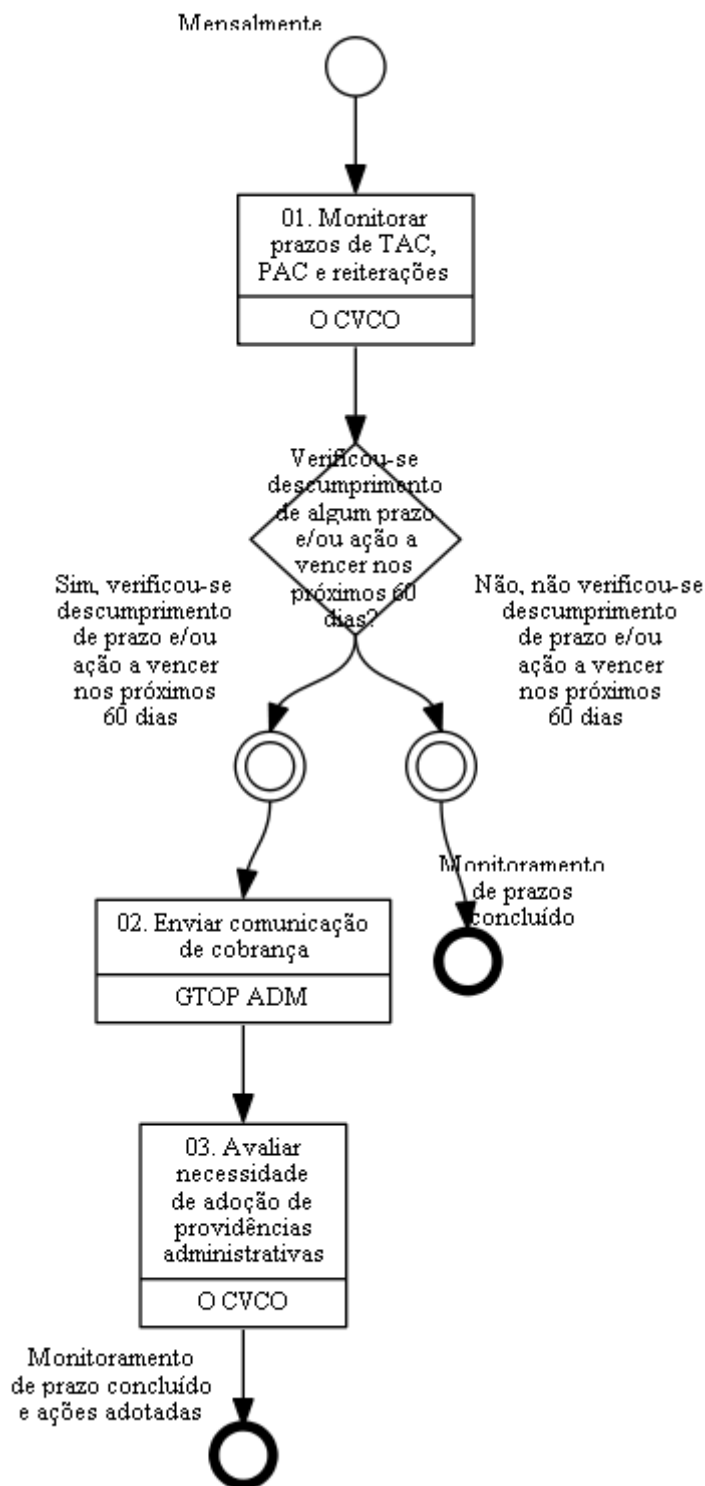 Mensalmente
01. Monitorar
prazos de TAC,
PAC e reiterações
O CVCO
Verificou-se
descumprimento
de algum prazo
e/ou ação a
vencer nos
próximos 60
dias?
Sim, verificou-se
descumprimento
de prazo e/ou
ação a vencer
nos próximos
60 dias
Não, não verificou-se
descumprimento
de prazo e/ou
ação a vencer
nos próximos
60 dias
Monitoramento
de prazos
concluído
02. Enviar comunicação
de cobrança
GTOP ADM
03. Avaliar
necessidade
de adoção de
providências
administrativas
O CVCO
Monitoramento
de prazo concluído
e ações adotadas